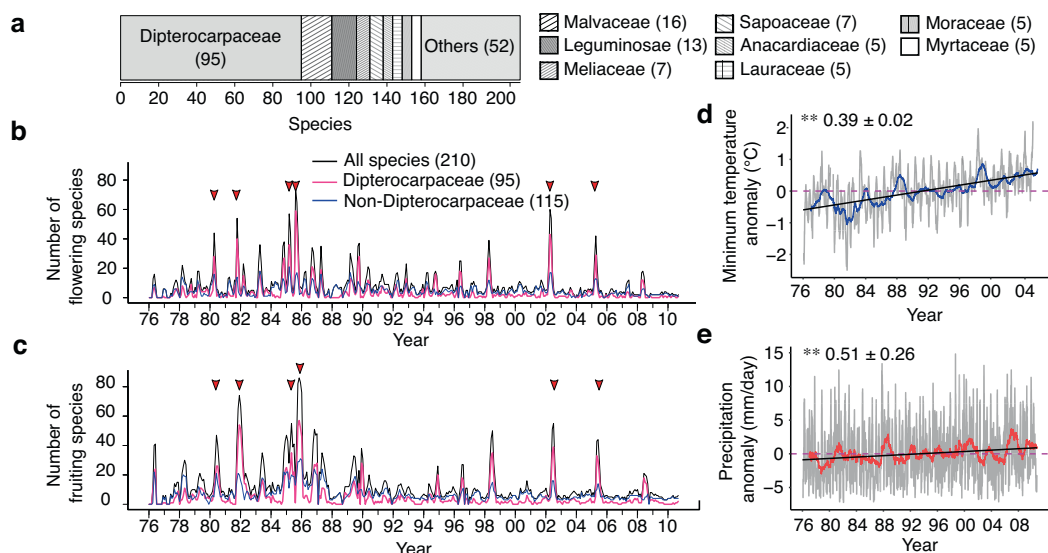 a
Dipterocarpaceae
(95)
Others (52)
0 20 40 60 80 100 120 140 160 180 200
Species
Malvaceae (16)
Leguminosae (13)
Meliaceae (7)
Sapoaceae (7)
Anacardiaceae (5)
Lauraceae (5)
Moraceae (5)
Myrtaceae (5)
b
All species (210)
Dipterocarpaceae (95)
Non-Dipterocarpaceae (115)
Number of
flowering species
80
60
40
20
0
76 78 80 82 84 86 88 90 92 94 96 98 00 02 04 06 08 10
Year
c
Number of
fruiting species
80
60
40
20
0
76 78 80 82 84 86 88 90 92 94 96 98 00 02 04 06 08 10
Year
d
** 0.39 ± 0.02
Minimum temperature
anomaly (°C)
2
1
0
−1
−2
76 80 84 88 92 96 00 04
Year
e
** 0.51 ± 0.26
Precipitation
anomaly (mm/day)
15
10
5
0
−5
76 80 84 88 92 96 00 04 08
Year